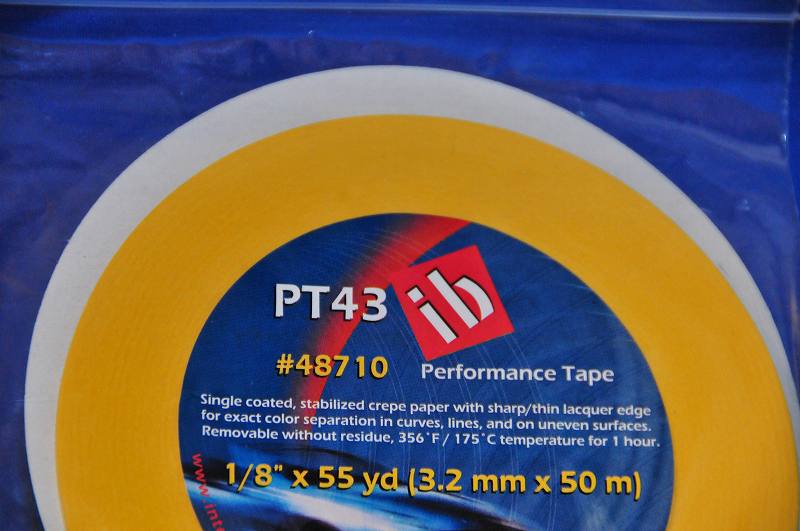 PT43
ib
#48710
Performance Tape
Single coated, stabilized crepe paper with sharp/thin lacquer edge
for exact color separation in curves, lines, and on uneven surfaces.
Removable without residue, 356°F / 175°C temperature for 1 hour.
1/8" x 55 yd (3.2 mm x 50 m)